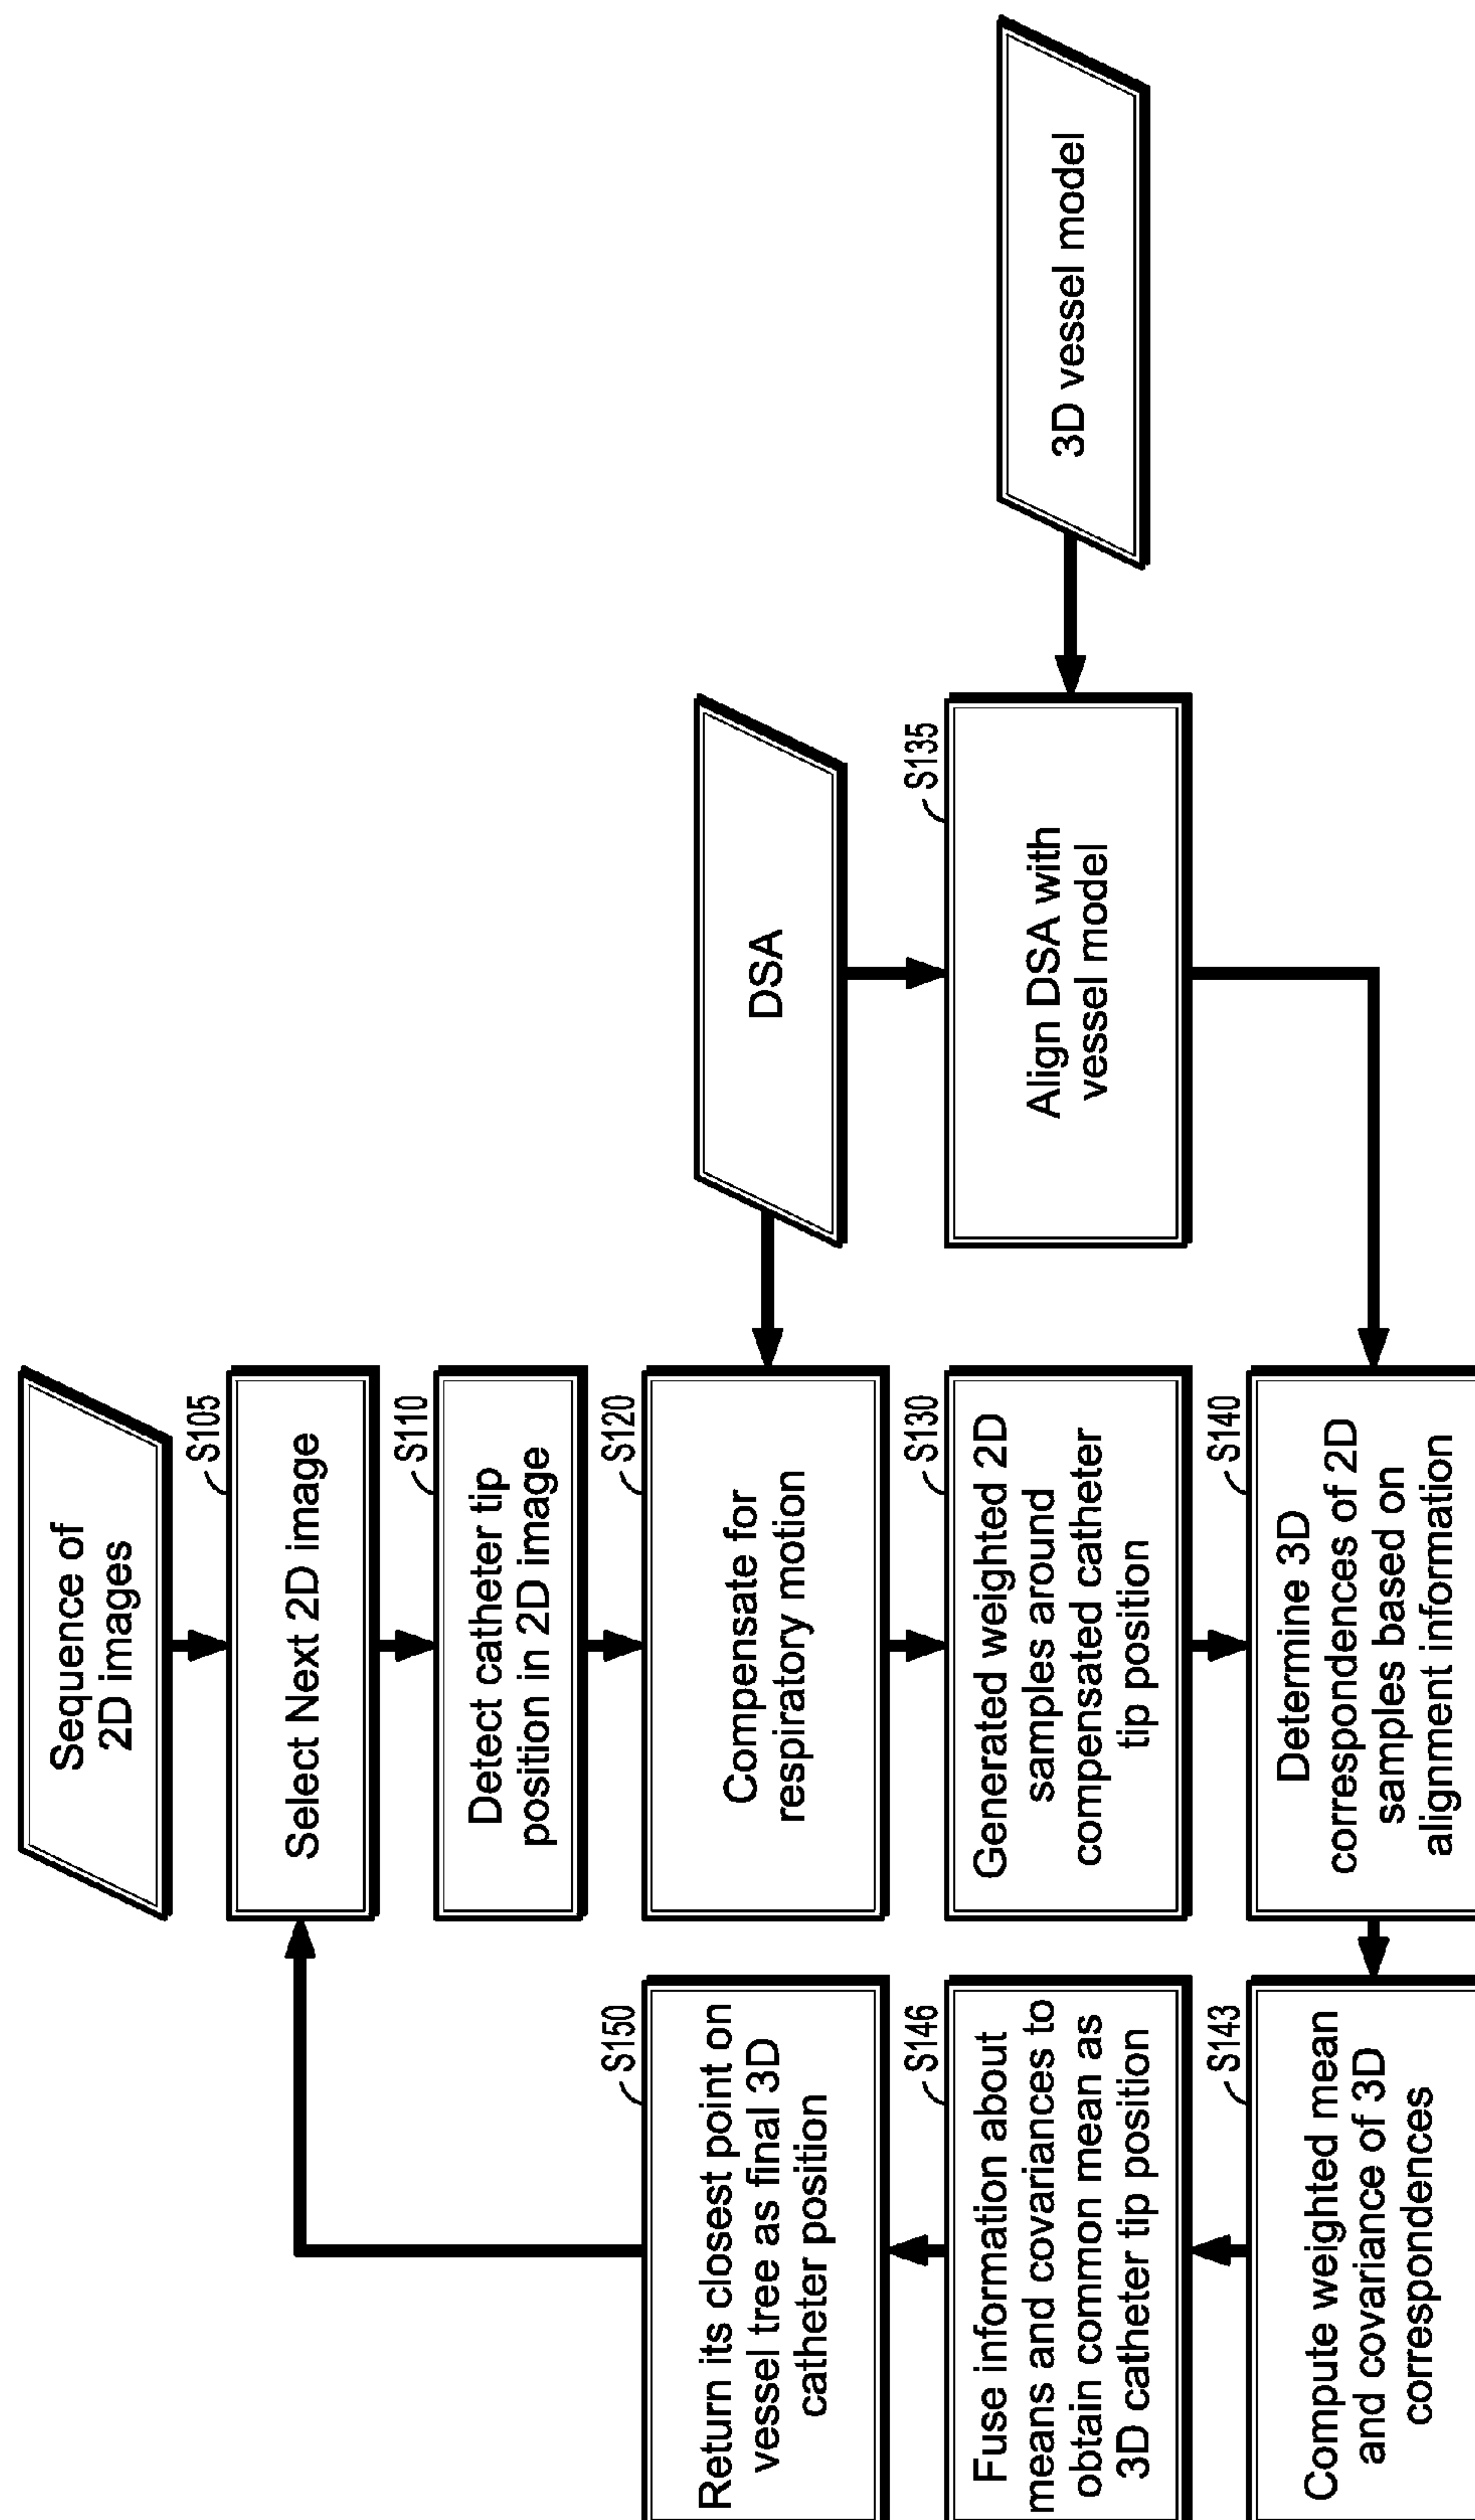 Sequence of
2D images
S105
Select Next 2D image
S110
Detect catheter tip
position in 2D image
S120
Compensate for
respiratory motion
DSA
S130
Generated weighted 2D
samples around
compensated catheter
tip position
S135
Align DSA with
vessel model
3D vessel model
S140
Determine 3D
correspondences of 2D
samples based on
alignment information
S143
Compute weighted mean
and covariance of 3D
correspondences
S146
Fuse information about
means and covariances to
obtain common mean as
3D catheter tip position
S150
Return its closest point on
vessel tree as final 3D
catheter position